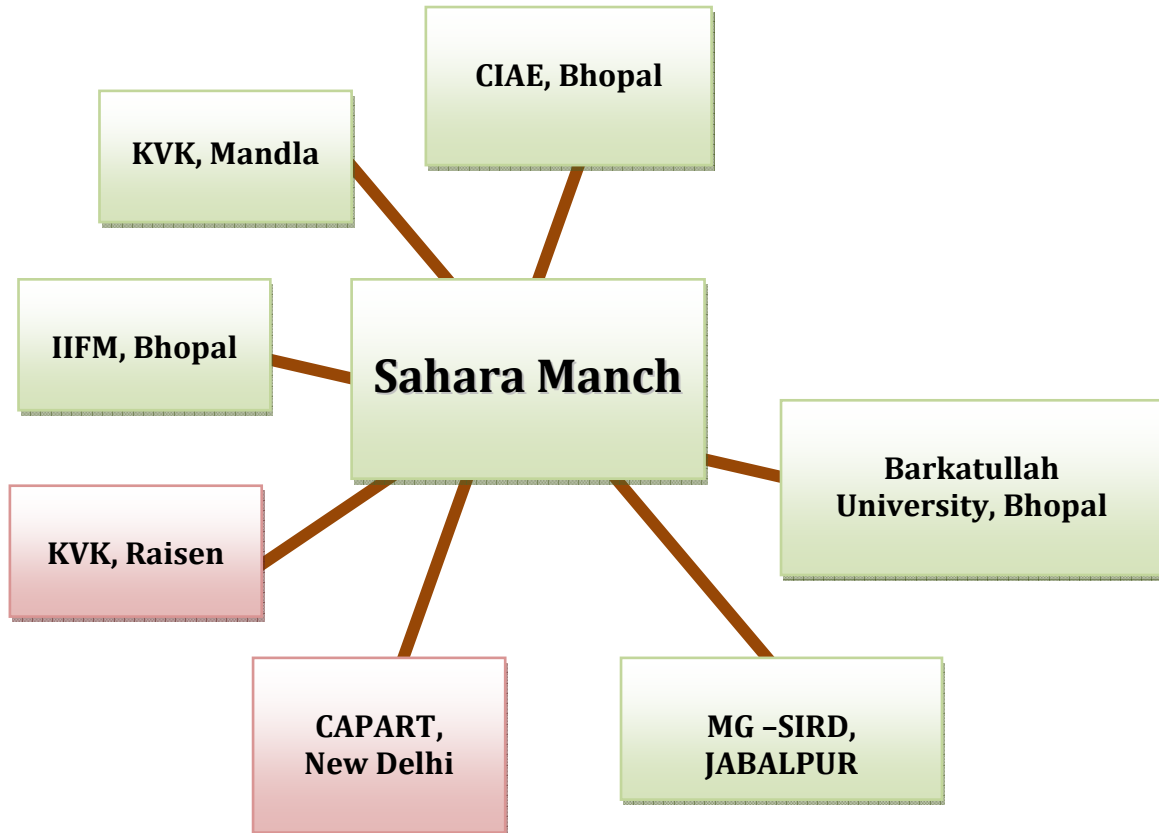 CIAE, Bhopal
KVK, Mandla
IIFM, Bhopal
Sahara Manch
Barkatullah
University, Bhopal
KVK, Raisen
CAPART,
New Delhi
MG –SIRD,
JABALPUR